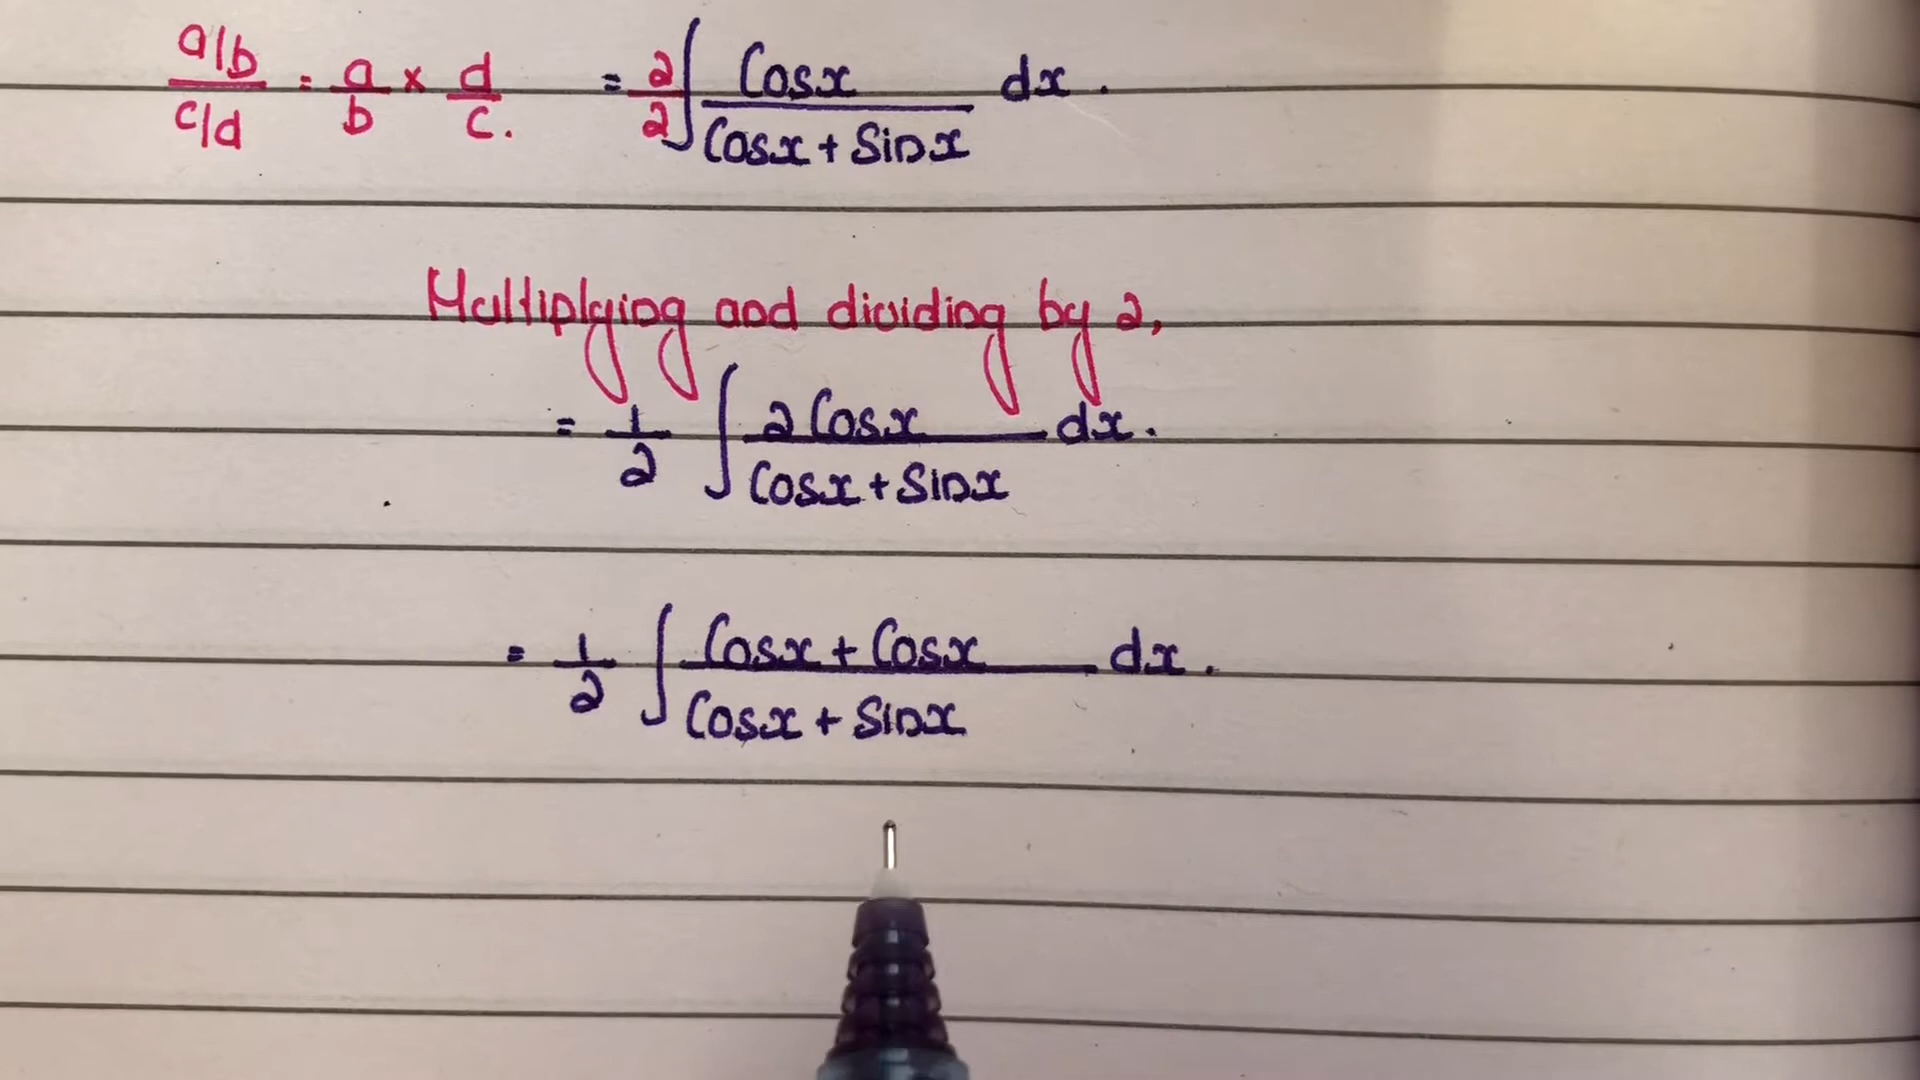 a/b / c/d = a/b × d/c. = 2/2 ∫ Cosx / Cosx + Sinx dx.
Multiplying and dividing by 2,
= 1/2 ∫ 2 Cosx / Cosx + Sinx dx.
= 1/2 ∫ Cosx + Cosx / Cosx + Sinx dx.